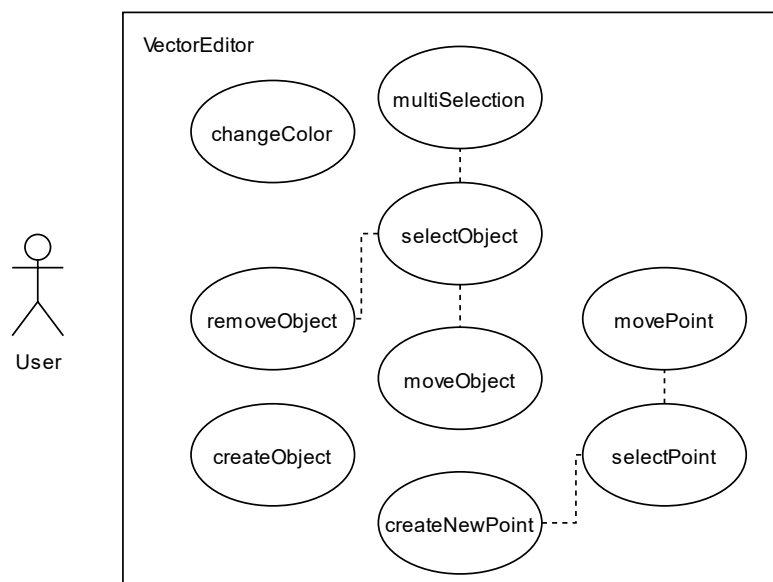 VectorEditor
multiSelection
changeColor
selectObject
removeObject
movePoint
User
moveObject
createObject
selectPoint
createNewPoint